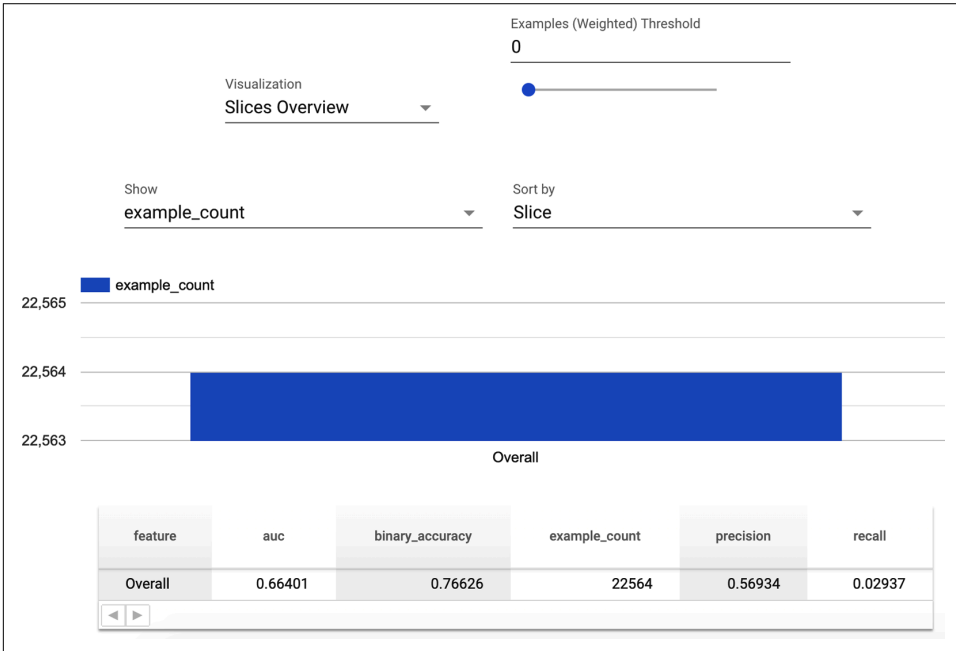 Examples (Weighted) Threshold
0
Visualization
Slices Overview
Show
example_count
Sort by
Slice
example_count
22,565
22,564
22,563
Overall
feature auc binary_accuracy example_count precision recall
Overall 0.66401 0.76626 22564 0.56934 0.02937